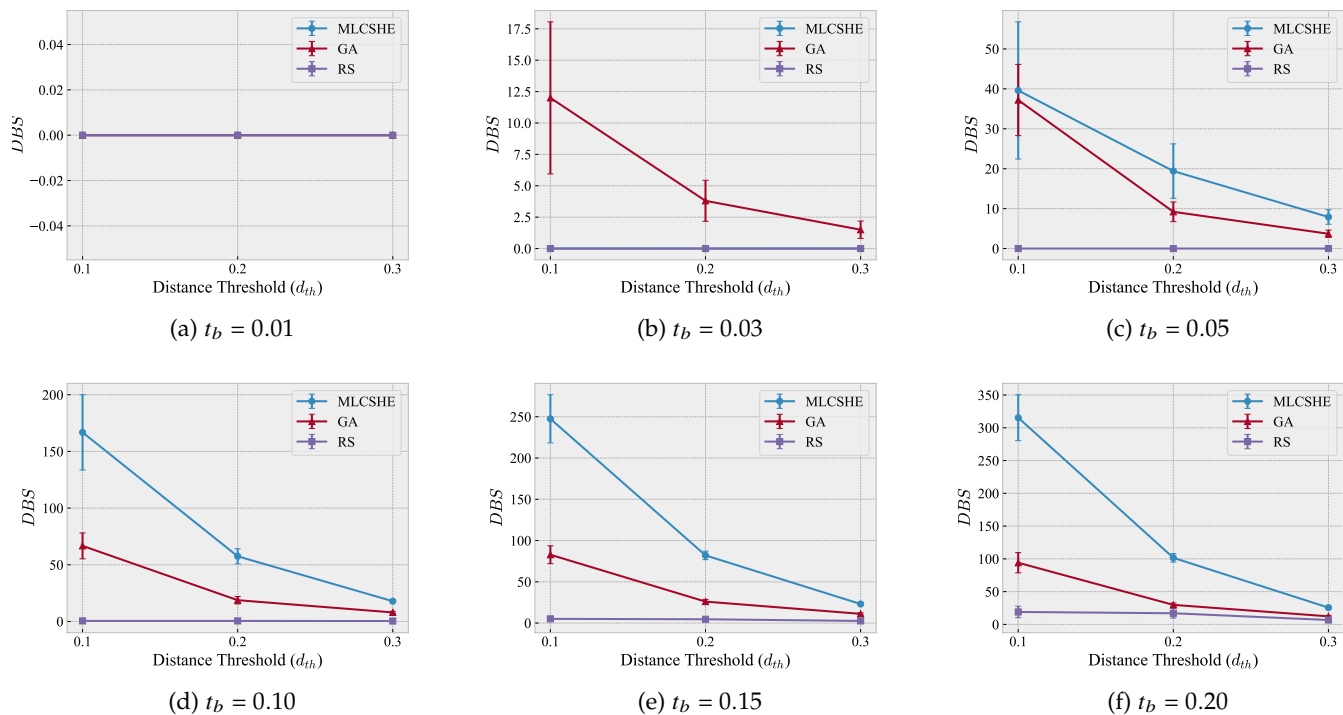 0.04
0.02
0.00
−0.02
−0.04
DBS
MLCSHE
GA
RS
0.1 0.2 0.3
Distance Threshold (d_th)
(a) t_b = 0.01
17.5
15.0
12.5
10.0
7.5
5.0
2.5
0.0
DBS
MLCSHE
GA
RS
0.1 0.2 0.3
Distance Threshold (d_th)
(b) t_b = 0.03
50
40
30
20
10
0
DBS
MLCSHE
GA
RS
0.1 0.2 0.3
Distance Threshold (d_th)
(c) t_b = 0.05
200
150
100
50
0
DBS
MLCSHE
GA
RS
0.1 0.2 0.3
Distance Threshold (d_th)
(d) t_b = 0.10
250
200
150
100
50
0
DBS
MLCSHE
GA
RS
0.1 0.2 0.3
Distance Threshold (d_th)
(e) t_b = 0.15
350
300
250
200
150
100
50
0
DBS
MLCSHE
GA
RS
0.1 0.2 0.3
Distance Threshold (d_th)
(f) t_b = 0.20